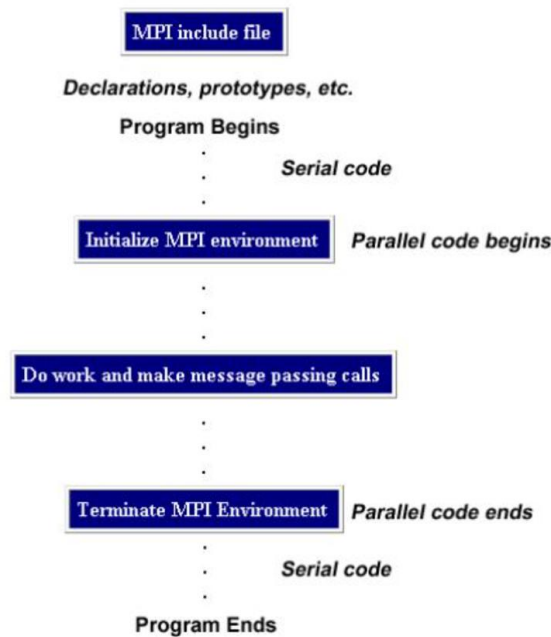 MPI include file
Declarations, prototypes, etc.
Program Begins
Serial code
Initialize MPI environment
Parallel code begins
Do work and make message passing calls
Terminate MPI Environment
Parallel code ends
Serial code
Program Ends